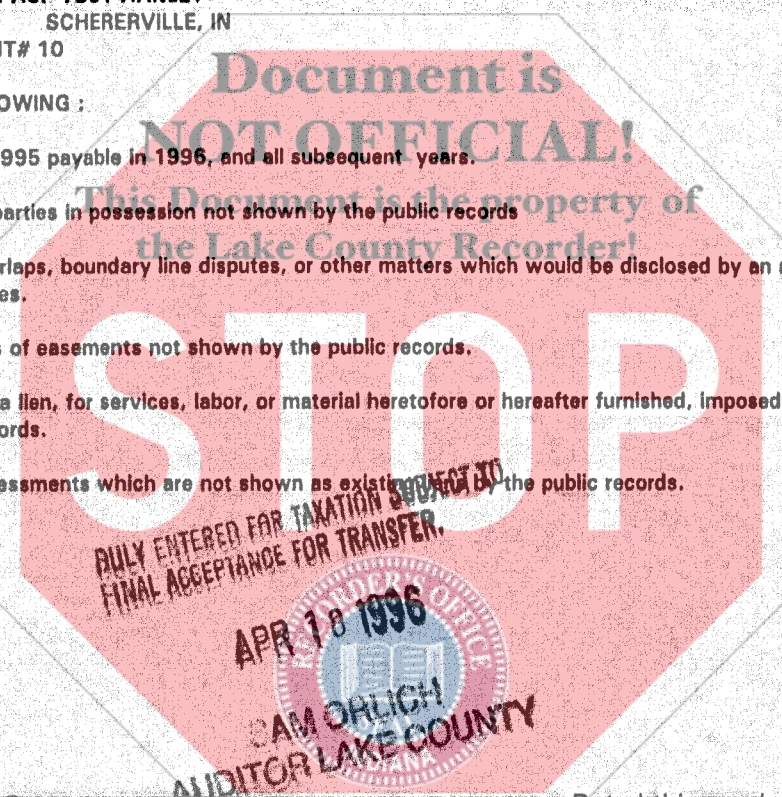 SCHERERVILLE, IN
T# 10
Document is
OWING :
NOT OFFICIAL!
995 payable in 1996, and all subsequent years.
This Document is the property of
parties in possession not shown by the public records
the Lake County Recorder!
rlaps, boundary line disputes, or other matters which would be disclosed by an
es.
STOP
s of easements not shown by the public records.
a lien, for services, labor, or material heretofore or hereafter furnished, imposed
ords.
essments which are not shown as existing by the public records.
DULY ENTERED FOR TAXATION SUBJECT TO
FINAL ACCEPTANCE FOR TRANSFER.
APR 18 1996
RECORDER'S OFFICE
SAM ORLICH
AUDITOR LAKE COUNTY
INDIANA